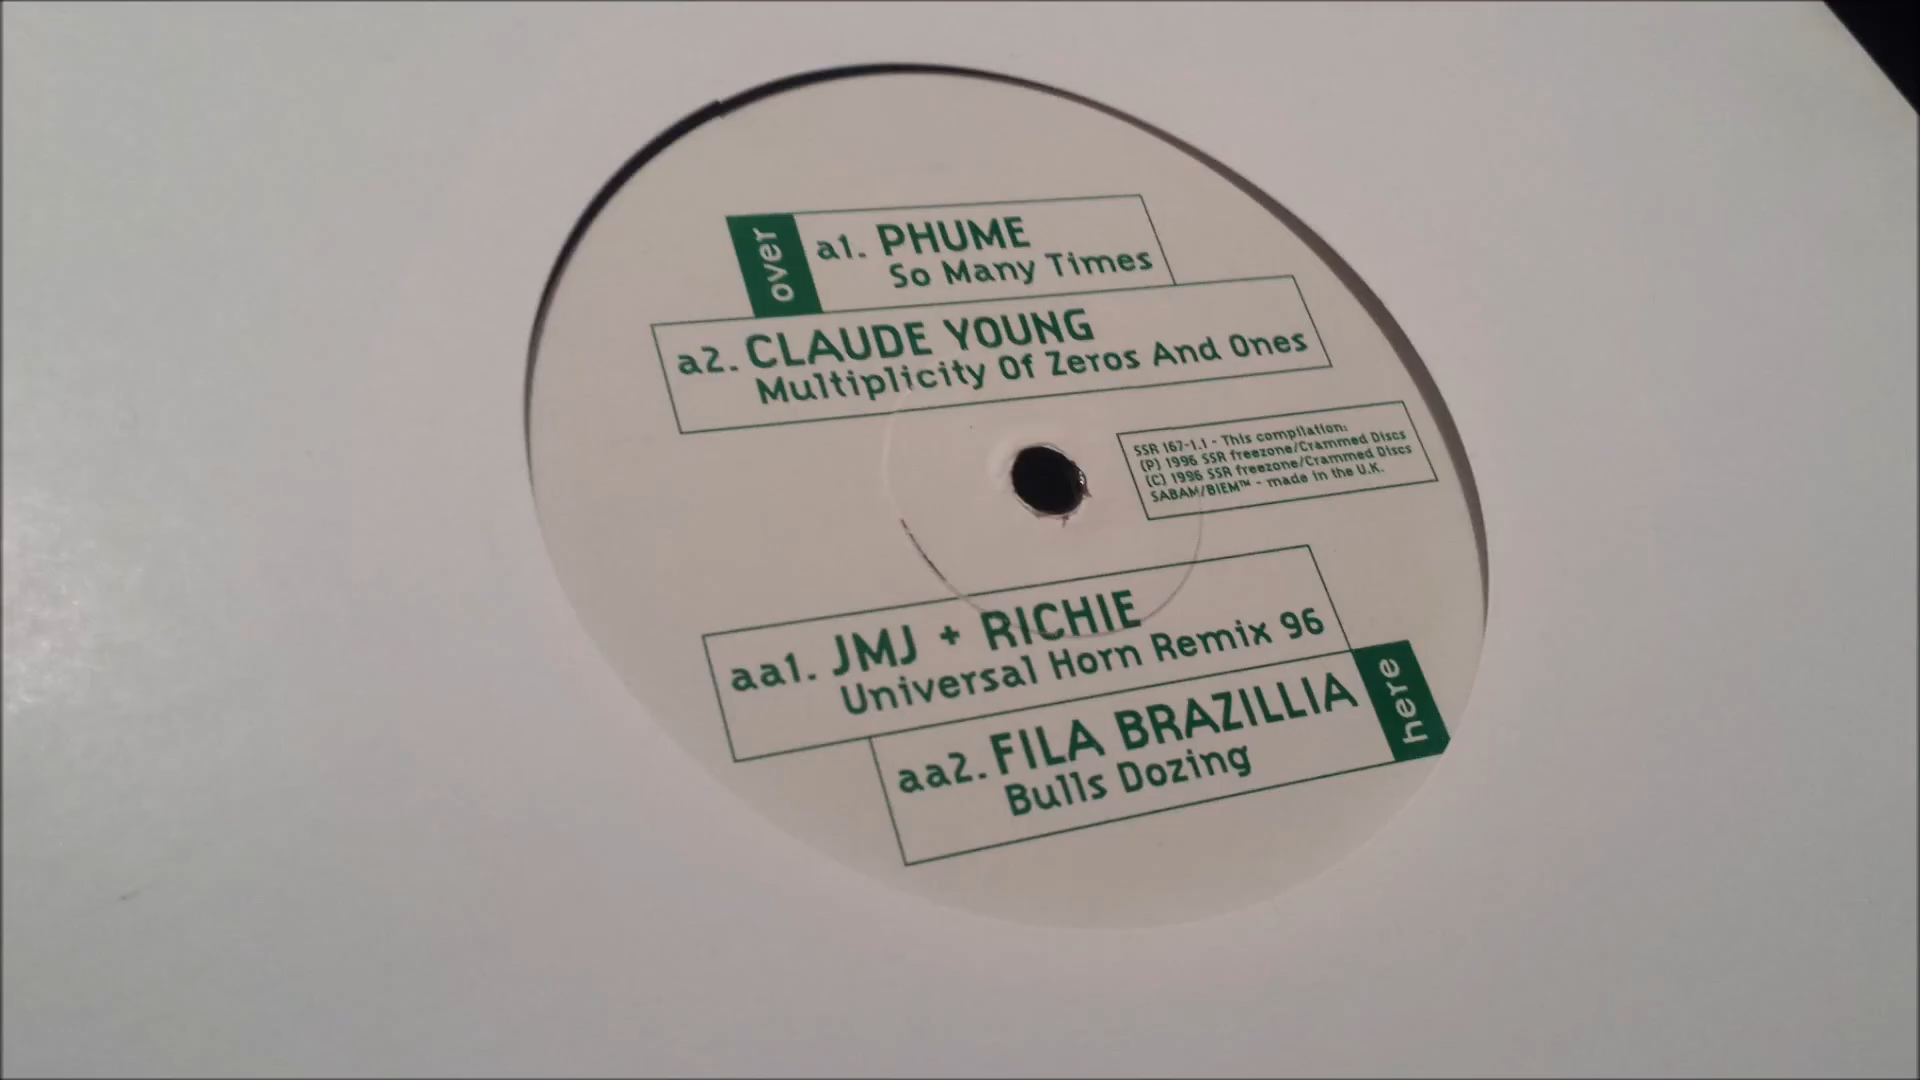 over
a1. PHUME
So Many Times
a2. CLAUDE YOUNG
Multiplicity Of Zeros And Ones
SSR 167-1.1 - This compilation:
(P) 1996 SSR freezone/Crammed Discs
(C) 1996 SSR freezone/Crammed Discs
SABAM/BIEM™ - made in the U.K.
aa1. JMJ + RICHIE
Universal Horn Remix 96
aa2. FILA BRAZILLIA
Bulls Dozing
here